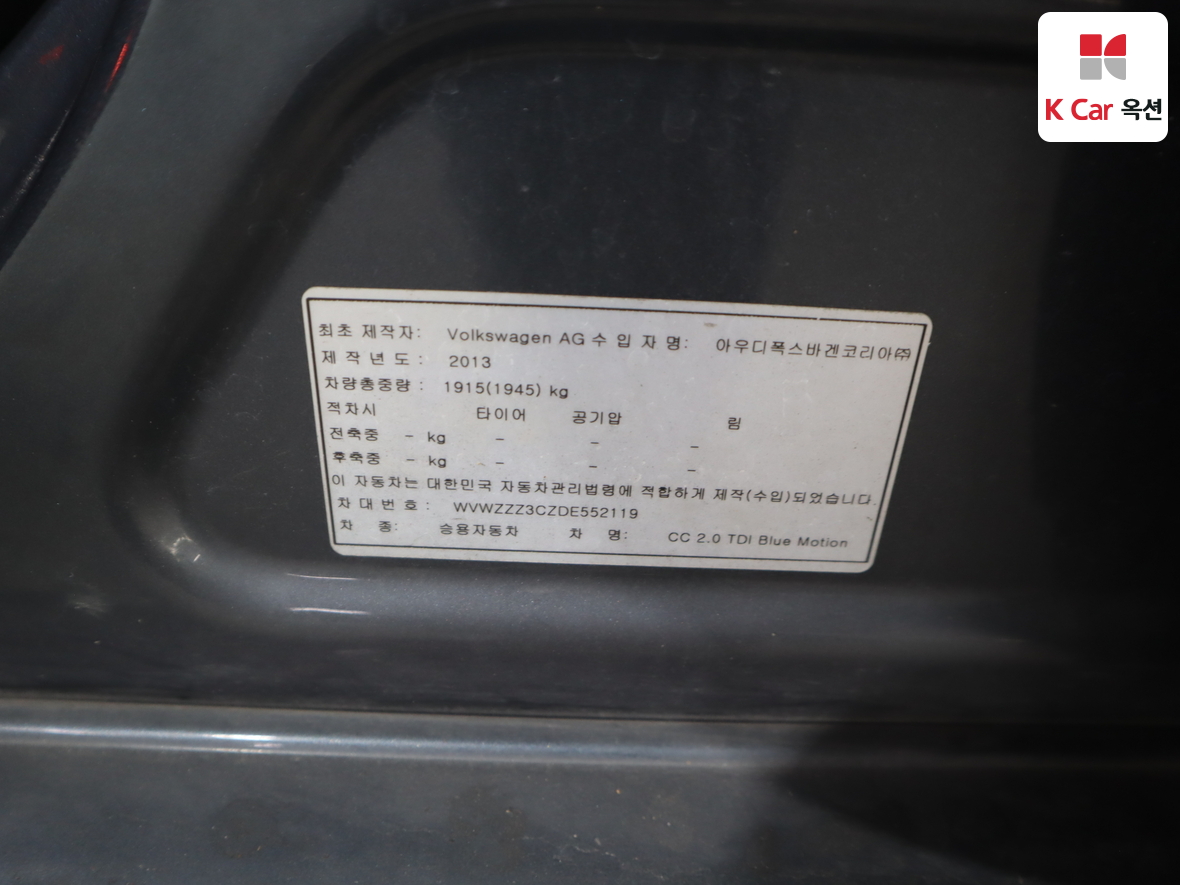 K Car 옥션
최초 제작자: Volkswagen AG 수 입 자 명: 아우디폭스바겐코리아㈜
제 작 년 도 : 2013
차량총중량 : 1915(1945) kg
적차시 타이어 공기압 림
전축중 - kg - - -
후축중 - kg - - -
이 자동차는 대한민국 자동차관리법령에 적합하게 제작(수입)되었습니다.
차 대 번 호 : WVWZZZ3CZDE552119
차 종: 승용자동차 차 명: CC 2.0 TDI Blue Motion